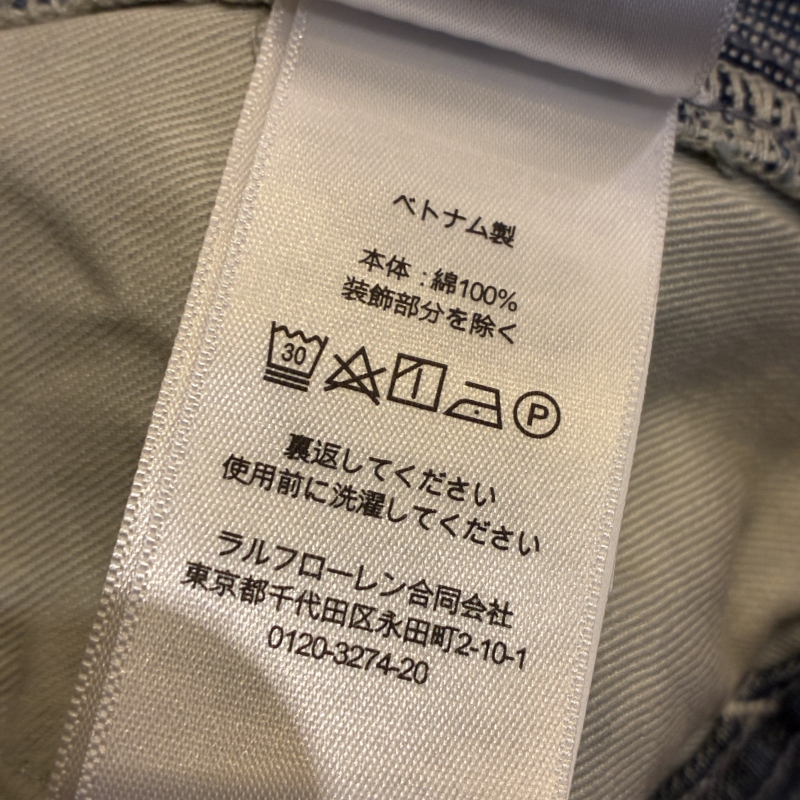 ベトナム製
本体:綿100%
装飾部分を除く
30
P
裏返してください
使用前に洗濯してください
ラルフローレン合同会社
東京都千代田区永田町2-10-1
0120-3274-20